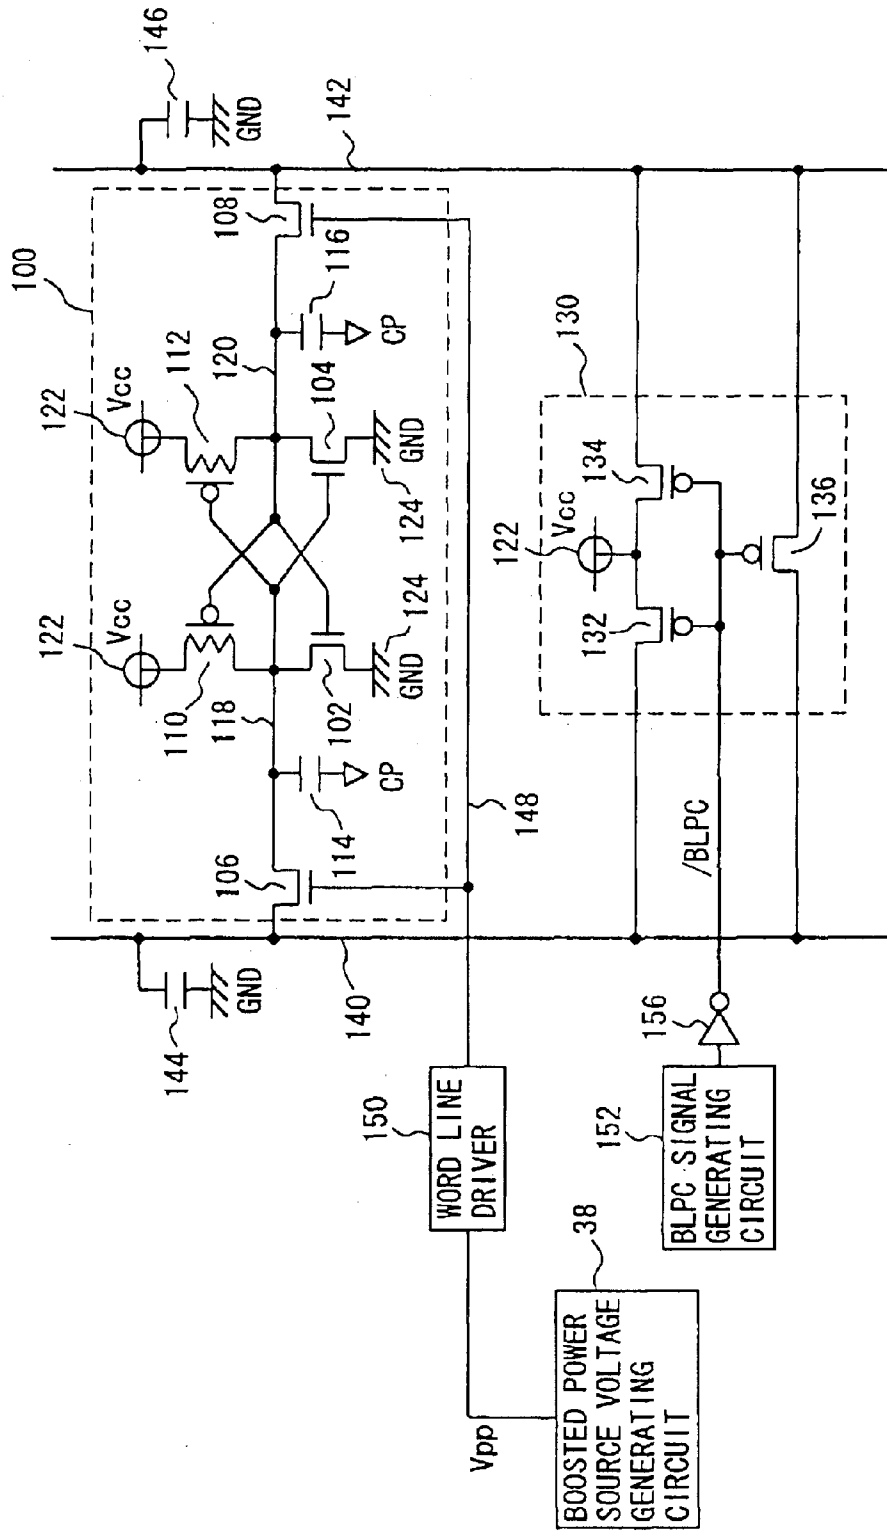 100
122
Vcc
110
118
122
Vcc
112
120
146
GND
144
GND
106
114
CP
102
GND
124
104
GND
124
116
CP
108
140
142
148
150
WORD LINE
DRIVER
Vpp
38
BOOSTED POWER
SOURCE VOLTAGE
GENERATING
CIRCUIT
130
122
Vcc
132
134
136
/BLPC
156
152
BLPC SIGNAL
GENERATING
CIRCUIT